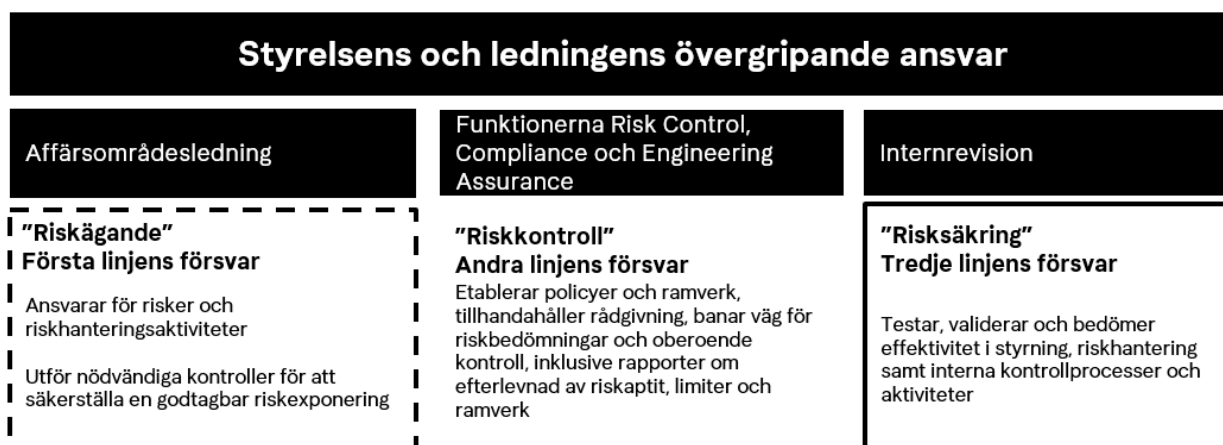 Styrelsens och ledningens övergripande ansvar
Affärsområdesledning
Funktionerna Risk Control,
Compliance och Engineering
Assurance
Internrevision
”Riskägande”
Första linjens försvar
Ansvarar för risker och
riskhanteringsaktiviteter
Utför nödvändiga kontroller för att
säkerställa en godtagbar riskexponering
”Riskkontroll”
Andra linjens försvar
Etablerar policyer och ramverk,
tillhandahåller rådgivning, banar väg för
riskbedömningar och oberoende
kontroll, inklusive rapporter om
efterlevnad av riskaptit, limiter och
ramverk
”Risksäkring”
Tredje linjens försvar
Testar, validerar och bedömer
effektivitet i styrning, riskhantering
samt interna kontrollprocesser och
aktiviteter